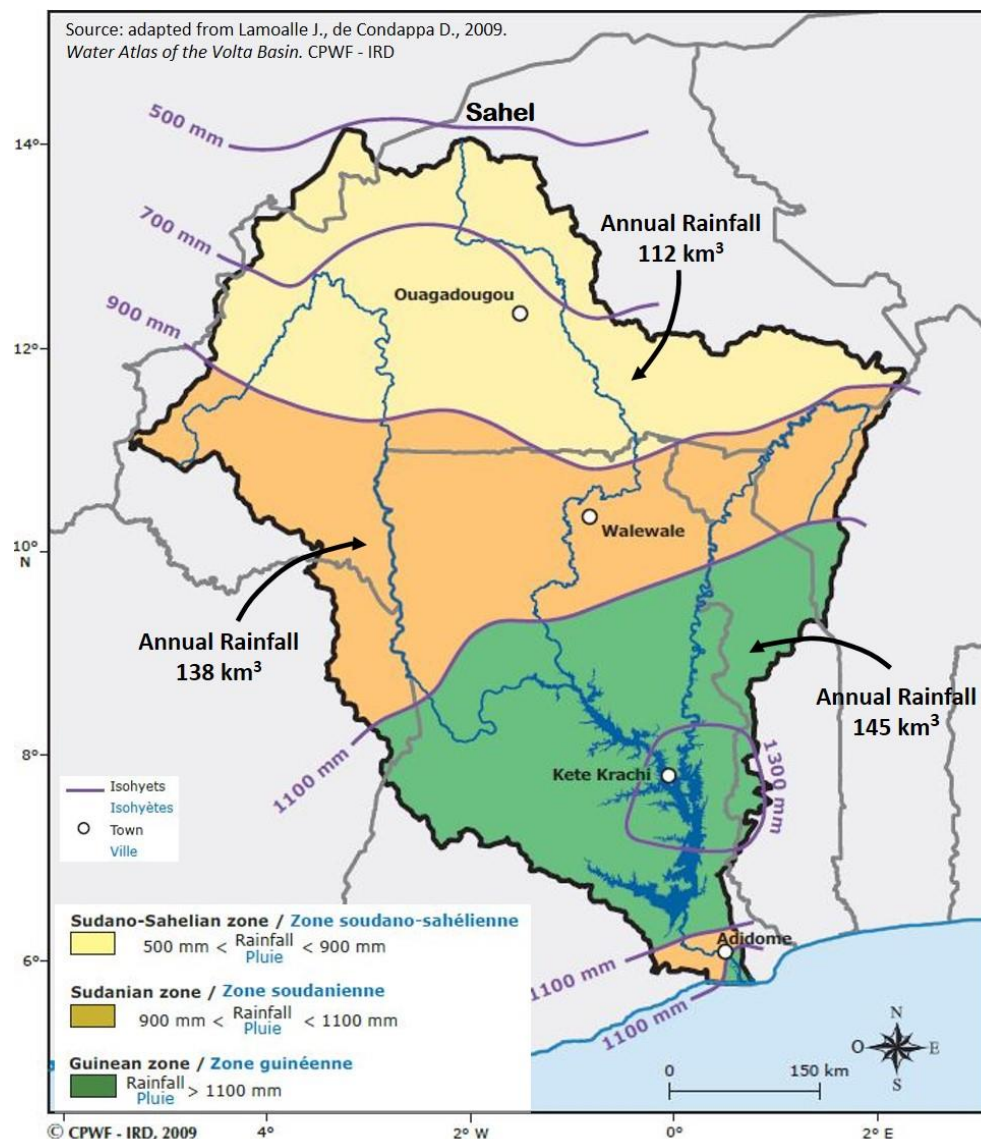 Source: adapted from Lamoalle J., de Condappa D., 2009.
Water Atlas of the Volta Basin. CPWF - IRD
500 mm
Sahel
14°
700 mm
Annual Rainfall
112 km³
Ouagadougou
900 mm
12°
Walewale
10°
N
Annual Rainfall
138 km³
Annual Rainfall
145 km³
8°
1100 mm
Kete Krachi
1300 mm
Isohyets
Isohyètes
Town
Ville
Sudano-Sahelian zone / Zone soudano-sahélienne
500 mm < Rainfall < 900 mm
Pluie
Adidome
6°
1100 mm
1100 mm
Sudanian zone / Zone soudanienne
900 mm < Rainfall < 1100 mm
Pluie
Guinean zone / Zone guinéenne
Rainfall > 1100 mm
Pluie
N
O E
S
0 150 km
© CPWF - IRD, 2009
4° 2° W 0° 2° E